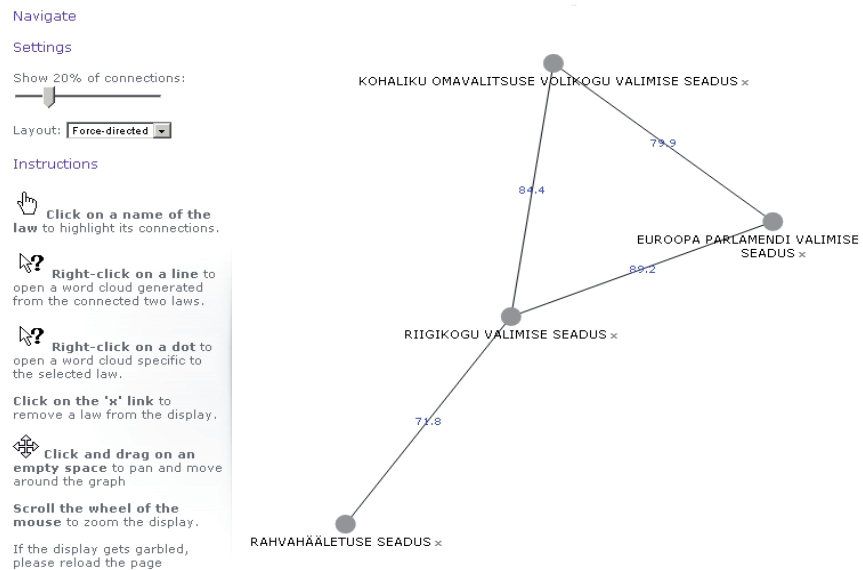 Navigate
Settings
Show 20% of connections:
Layout: Force-directed
Instructions
Click on a name of the
law to highlight its connections.
Right-click on a line to
open a word cloud generated
from the connected two laws.
Right-click on a dot to
open a word cloud specific to
the selected law.
Click on the 'x' link to
remove a law from the display.
Click and drag on an
empty space to pan and move
around the graph
Scroll the wheel of the
mouse to zoom the display.
If the display gets garbled,
please reload the page
KOHALIKU OMAVALITSUSE VOLIKOGU VALIMISE SEADUS ×
79.9
84.4
EUROOPA PARLAMENDI VALIMISE
SEADUS ×
89.2
RIIGIKOGU VALIMISE SEADUS ×
71.8
RAHVAHÄÄLETUSE SEADUS ×